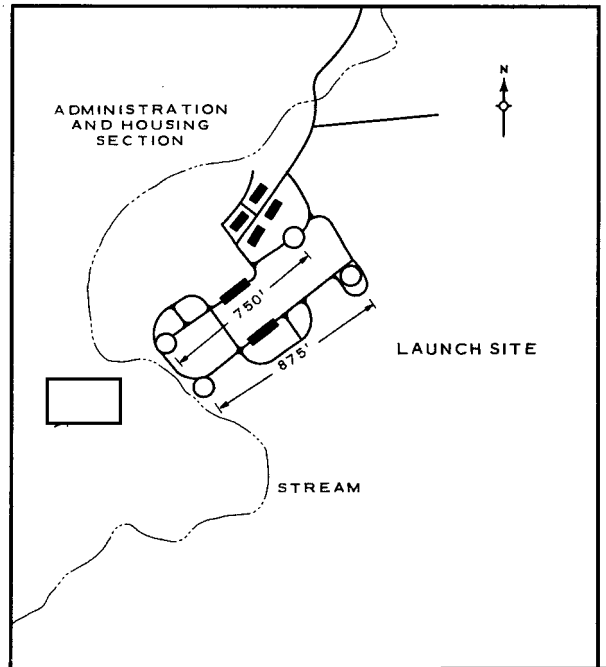 N
ADMINISTRATION
AND HOUSING
SECTION
750'
875'
LAUNCH SITE
STREAM